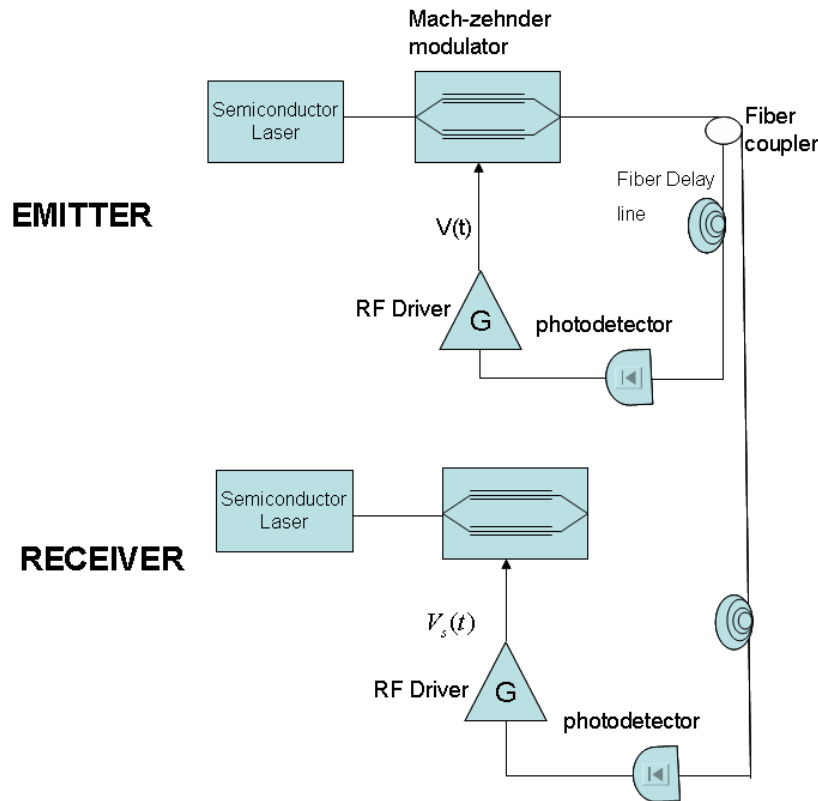 Mach-zehnder
modulator
Semiconductor
Laser
Fiber
coupler
Fiber Delay
line
EMITTER
V(t)
RF Driver
G
photodetector
Semiconductor
Laser
RECEIVER
Vs(t)
RF Driver
G
photodetector